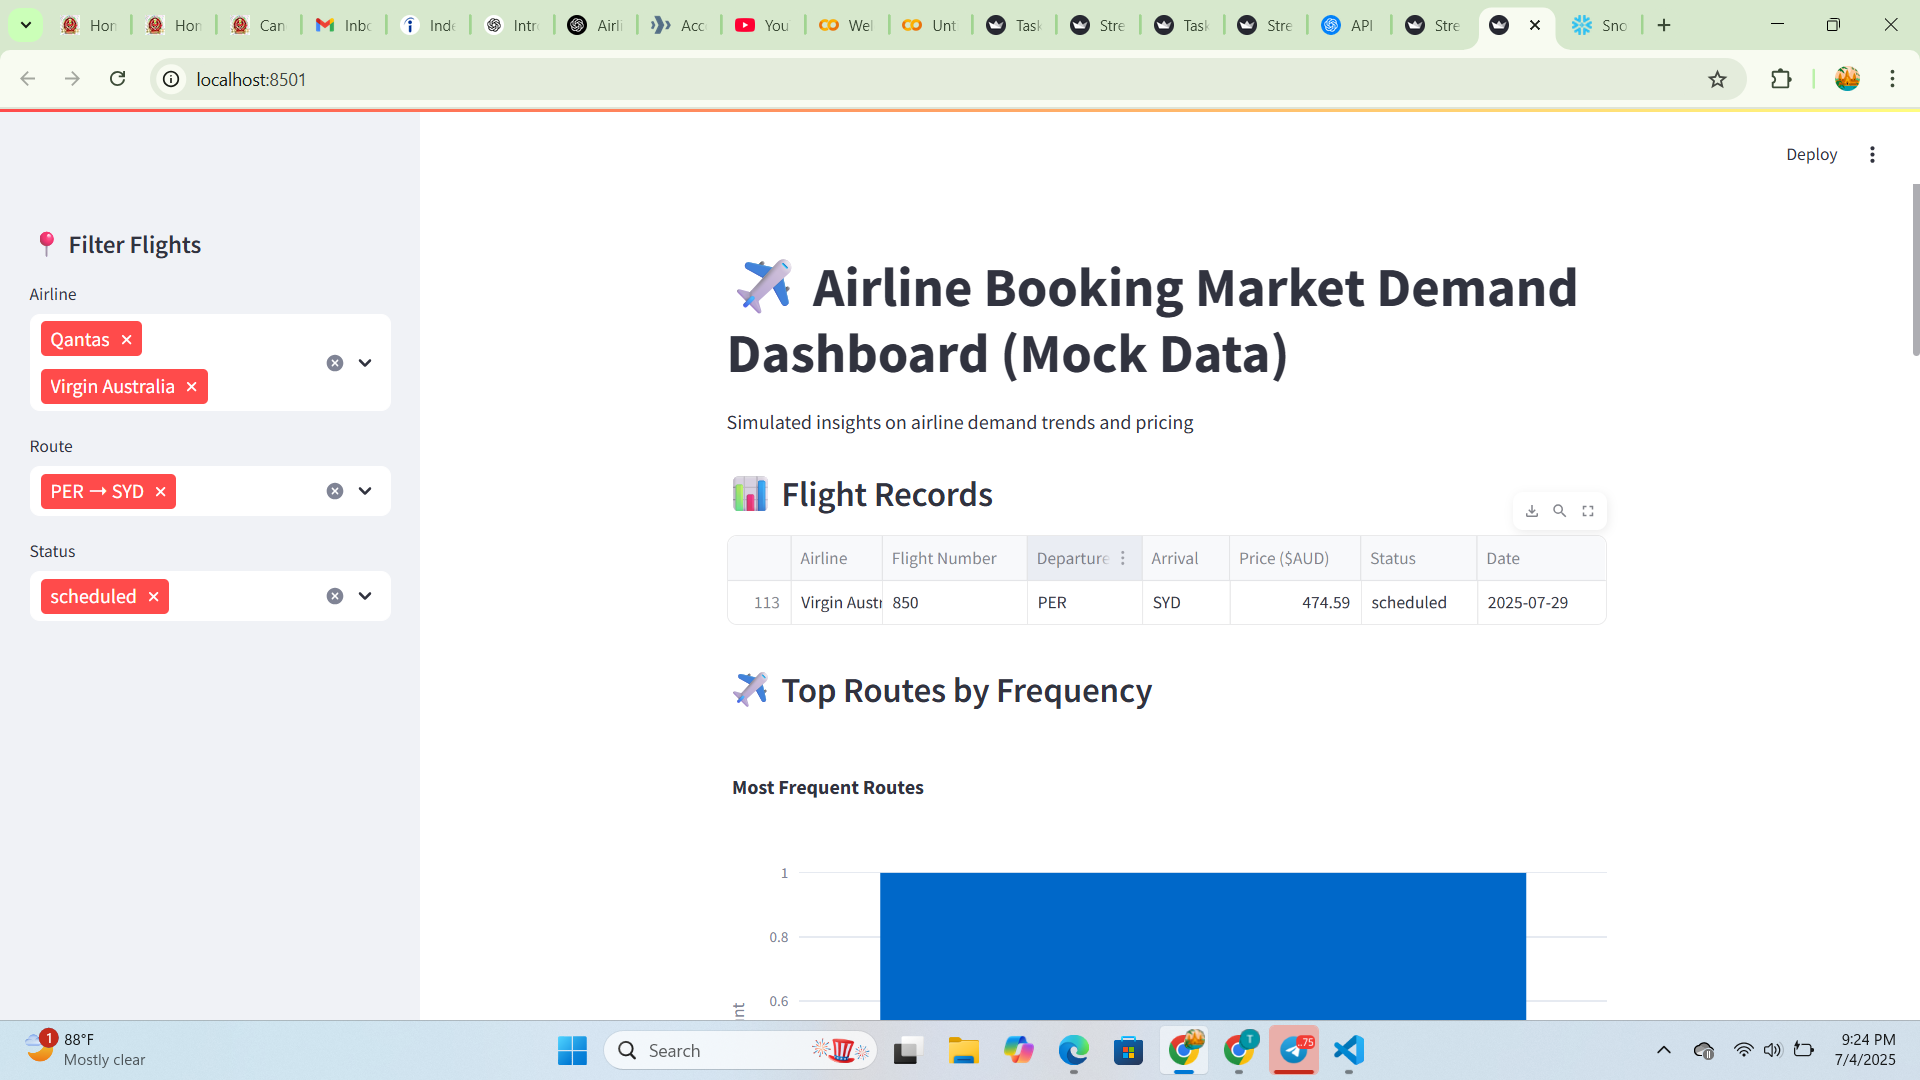 Hon
Hon
Can
Inbo
Inde
Intro
Airli
Acc
You
Wel
Unt
Task
Stre
Task
Stre
API
Stre
Sno
localhost:8501
Deploy
Filter Flights
Airline
Qantas
Virgin Australia
Route
PER → SYD
Status
scheduled
Airline Booking Market Demand
Dashboard (Mock Data)
Simulated insights on airline demand trends and pricing
Flight Records
Airline Flight Number Departure Arrival Price ($AUD) Status Date
113 Virgin Austr 850 PER SYD 474.59 scheduled 2025-07-29
Top Routes by Frequency
Most Frequent Routes
1
0.8
0.6
nt
1
88°F
Mostly clear
Search
T
.75
9:24 PM
7/4/2025